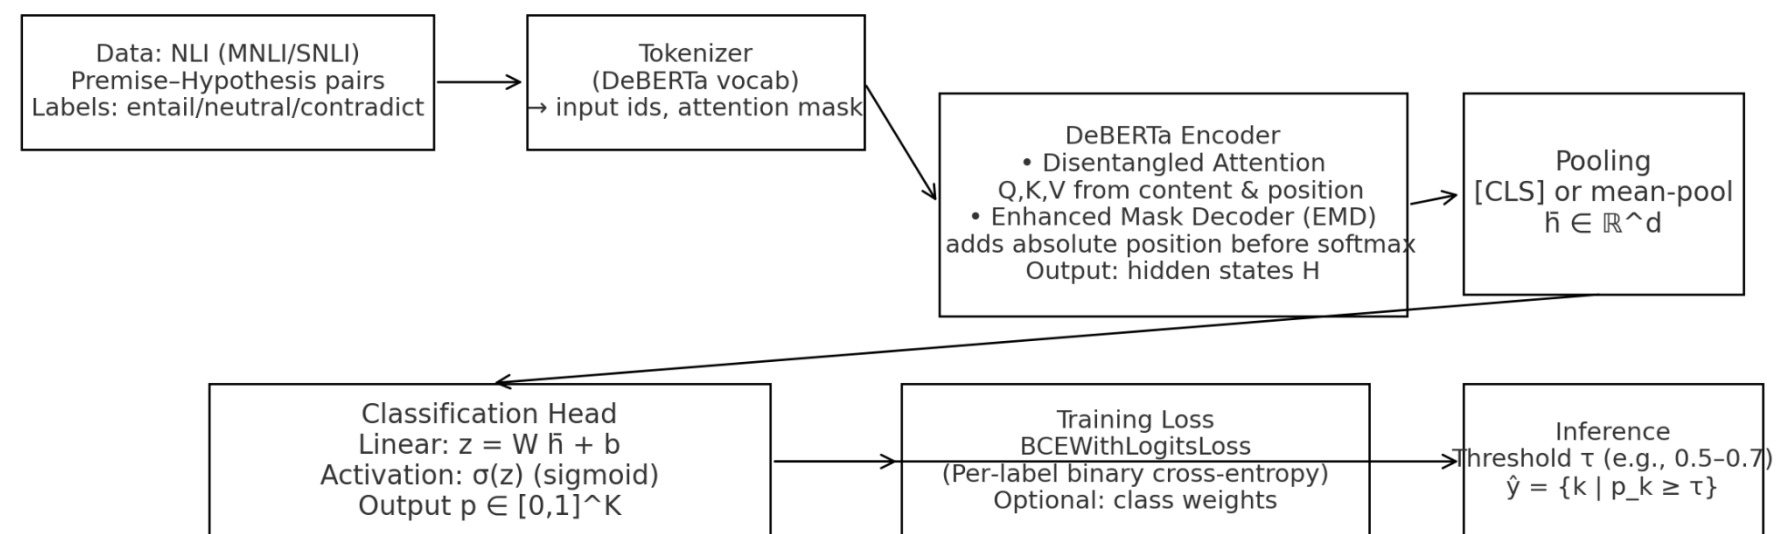 Data: NLI (MNLI/SNLI)
Premise–Hypothesis pairs
Labels: entail/neutral/contradict
Tokenizer
(DeBERTa vocab)
→ input ids, attention mask
DeBERTa Encoder
• Disentangled Attention
Q,K,V from content & position
• Enhanced Mask Decoder (EMD)
adds absolute position before softmax
Output: hidden states H
Pooling
[CLS] or mean-pool
h̄ ∈ ℝ^d
Classification Head
Linear: z = W h̄ + b
Activation: σ(z) (sigmoid)
Output p ∈ [0,1]^K
Training Loss
BCEWithLogitsLoss
(Per-label binary cross-entropy)
Optional: class weights
Inference
Threshold τ (e.g., 0.5–0.7)
ŷ = {k | p_k ≥ τ}